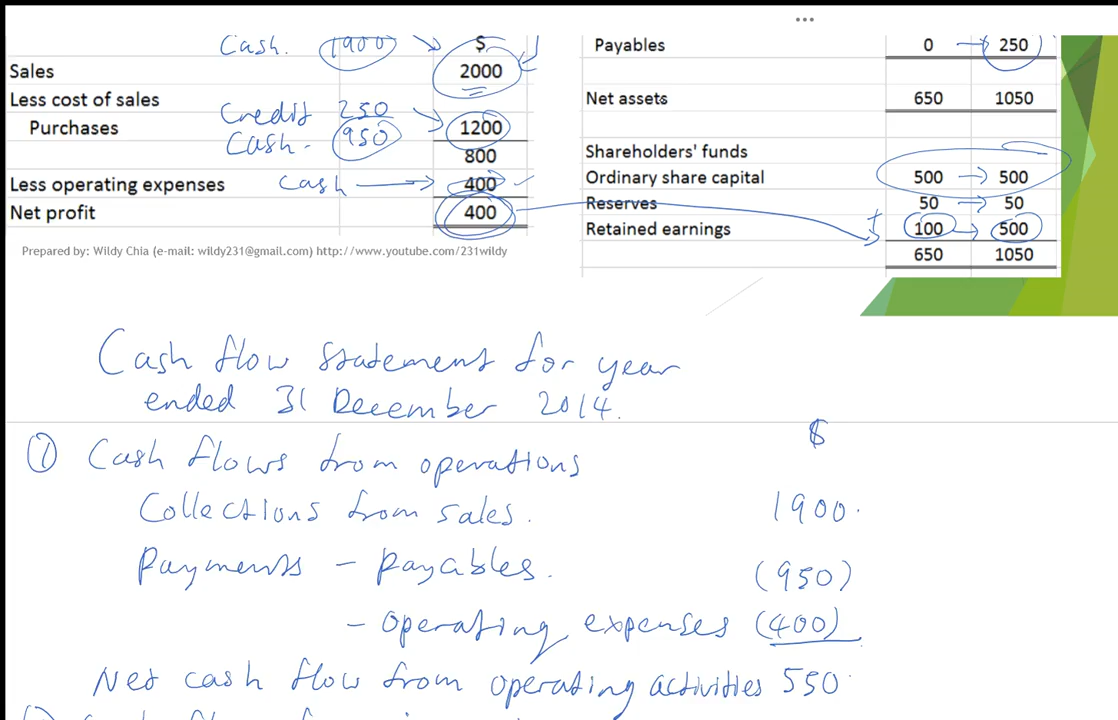 Cash. 1900 $
Sales 2000
Less cost of sales
Credit 250
Purchases 1200
Cash - 950
800
Less operating expenses Cash 400
Net profit 400
Prepared by: Wildy Chia (e-mail: wildy231@gmail.com) http://www.youtube.com/231wildy
Payables 0 250
Net assets 650 1050
Shareholders' funds
Ordinary share capital 500 500
Reserves 50 50
Retained earnings 100 500
650 1050
Cash flow statement for year
ended 31 December 2014.
$
① Cash flows from operations
Collections from sales. 1900.
Payments - payables. (950)
- operating expenses (400)
Net cash flow from operating activities 550.